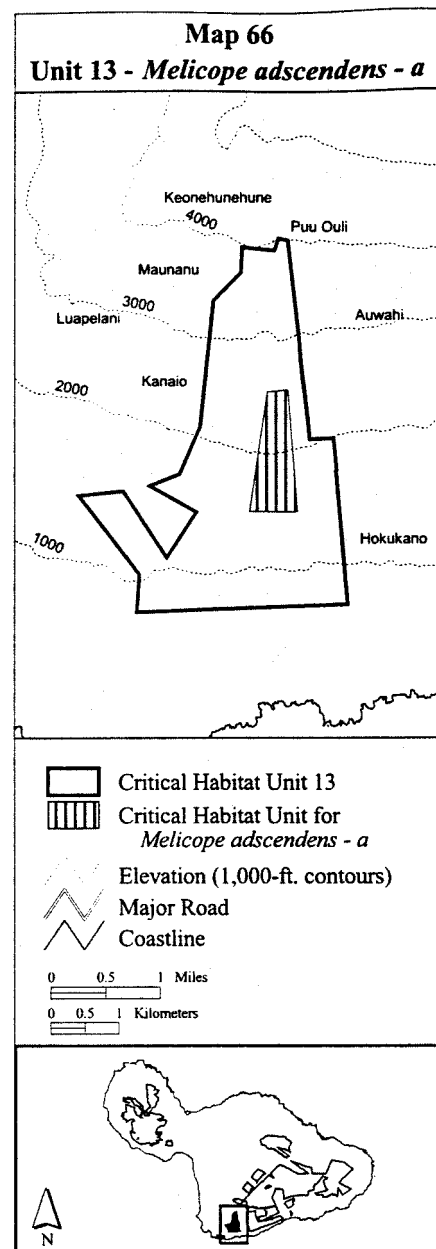 Map 66
Unit 13 - Melicope adscendens - a
Keonehunehune
4000
Puu Ouli
Maunanu
3000
Luapelani
Auwahi
Kanaio
2000
1000
Hokukano
Critical Habitat Unit 13
Critical Habitat Unit for
Melicope adscendens - a
Elevation (1,000-ft. contours)
Major Road
Coastline
0 0.5 1 Miles
0 0.5 1 Kilometers
N